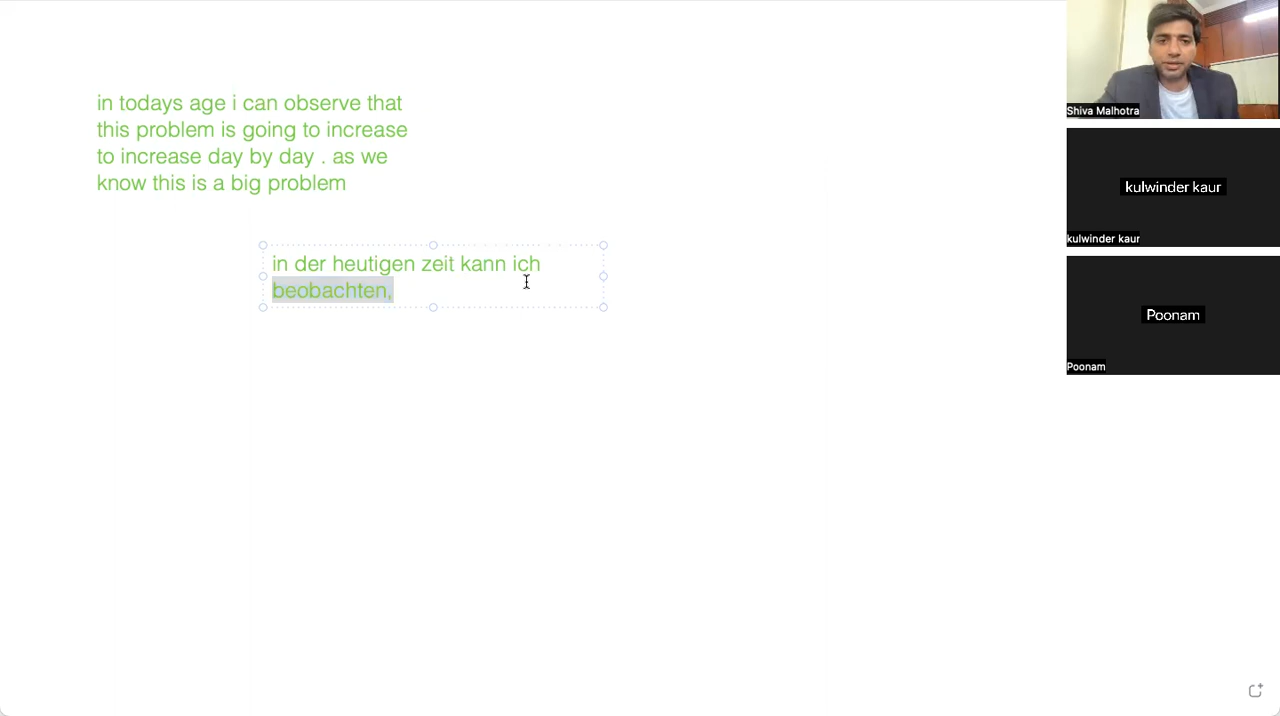 in todays age i can observe that
this problem is going to increase
to increase day by day . as we
know this is a big problem
in der heutigen zeit kann ich
beobachten,
Shiva Malhotra
kulwinder kaur
kulwinder kaur
Poonam
Poonam